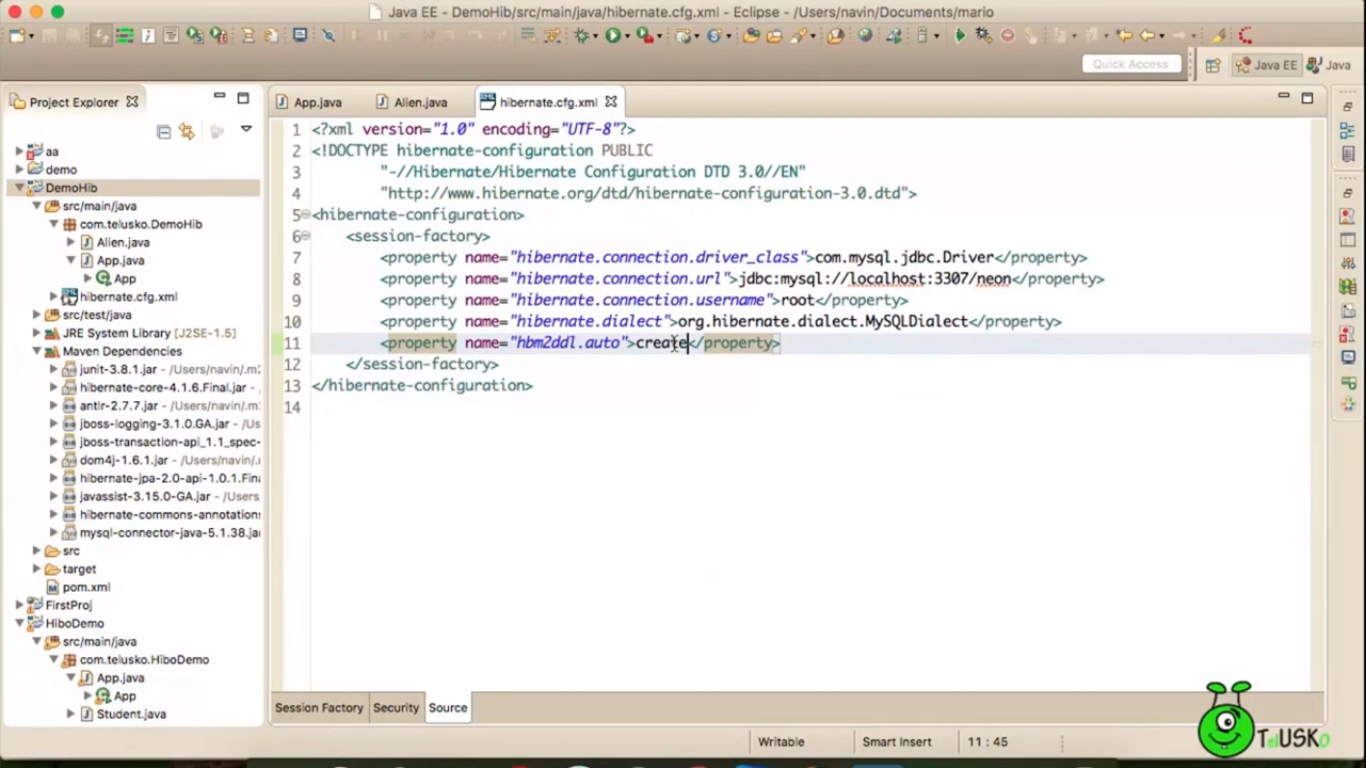 Java EE - DemoHib/src/main/java/hibernate.cfg.xml - Eclipse - /Users/navin/Documents/mario
Quick Access
Java EE
Java
Project Explorer
aa
demo
DemoHib
src/main/java
com.telusko.DemoHib
Alien.java
App.java
App
hibernate.cfg.xml
src/test/java
JRE System Library [J2SE-1.5]
Maven Dependencies
junit-3.8.1.jar - /Users/navin/.m2
hibernate-core-4.1.6.Final.jar -
antlr-2.7.7.jar - /Users/navin/.m
jboss-logging-3.1.0.GA.jar -
jboss-transaction-api_1.1_spec-
dom4j-1.6.1.jar - /Users/navin/.
hibernate-jpa-2.0-api-1.0.1.Fina
javassist-3.15.0-GA.jar - /Users
hibernate-commons-annotations
mysql-connector-java-5.1.38.jar
src
target
pom.xml
FirstProj
HiboDemo
src/main/java
com.telusko.HiboDemo
App.java
App
Student.java
App.java
Alien.java
hibernate.cfg.xml
1 <?xml version="1.0" encoding="UTF-8"?>
2 <!DOCTYPE hibernate-configuration PUBLIC
3 "-//Hibernate/Hibernate Configuration DTD 3.0//EN"
4 "http://www.hibernate.org/dtd/hibernate-configuration-3.0.dtd">
5 <hibernate-configuration>
6 <session-factory>
7 <property name="hibernate.connection.driver_class">com.mysql.jdbc.Driver</property>
8 <property name="hibernate.connection.url">jdbc:mysql://localhost:3307/neon</property>
9 <property name="hibernate.connection.username">root</property>
10 <property name="hibernate.dialect">org.hibernate.dialect.MySQLDialect</property>
11 <property name="hbm2ddl.auto">create</property>
12 </session-factory>
13 </hibernate-configuration>
14
Session Factory
Security
Source
Writable
Smart Insert
11 : 45
TelUSKo